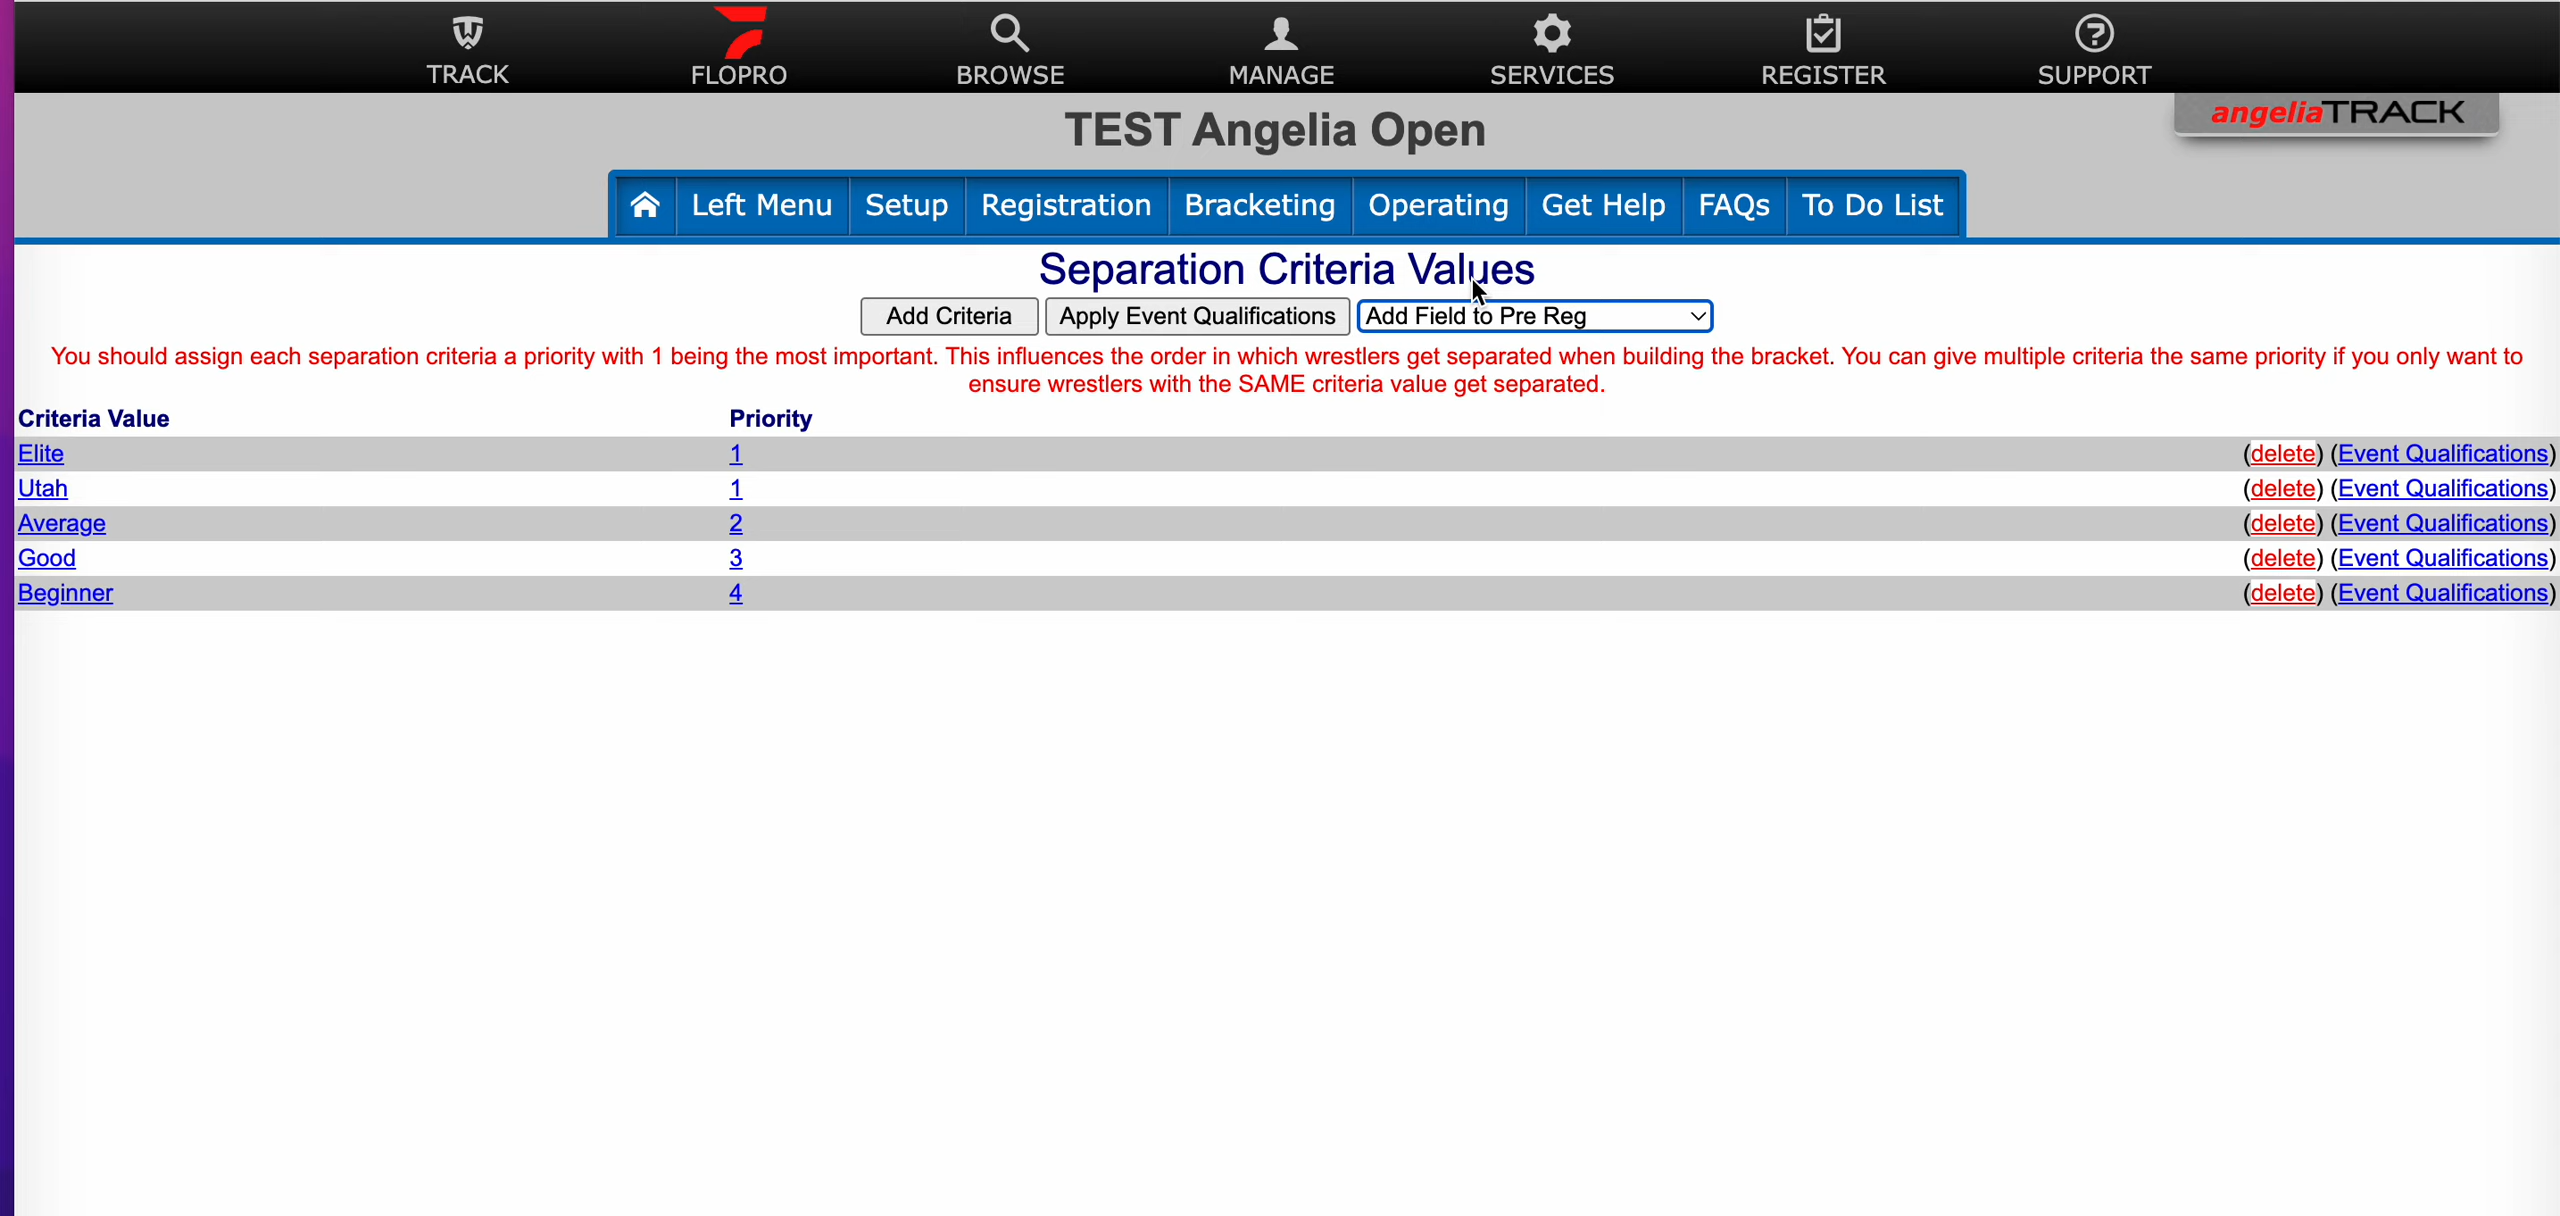 TRACK FLOPRO BROWSE MANAGE SERVICES REGISTER SUPPORT
TEST Angelia Open
angeliaTRACK
Left Menu Setup Registration Bracketing Operating Get Help FAQs To Do List
Separation Criteria Values
Add Criteria Apply Event Qualifications Add Field to Pre Reg
You should assign each separation criteria a priority with 1 being the most important. This influences the order in which wrestlers get separated when building the bracket. You can give multiple criteria the same priority if you only want to
ensure wrestlers with the SAME criteria value get separated.
Criteria Value Priority
Elite 1 (delete) (Event Qualifications)
Utah 1 (delete) (Event Qualifications)
Average 2 (delete) (Event Qualifications)
Good 3 (delete) (Event Qualifications)
Beginner 4 (delete) (Event Qualifications)